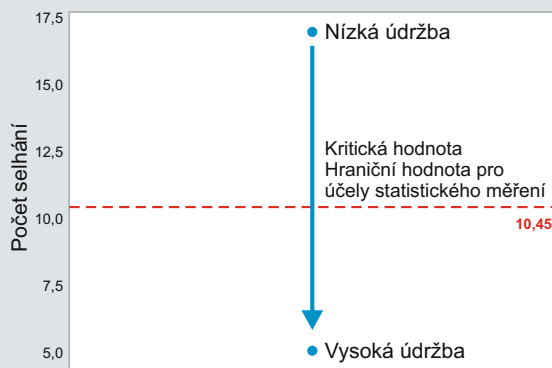 17,5
Nízká údržba
15,0
12,5
Kritická hodnota
Hraniční hodnota pro
účely statistického měření
Počet selhání
10,0
10,45
7,5
5,0
Vysoká údržba